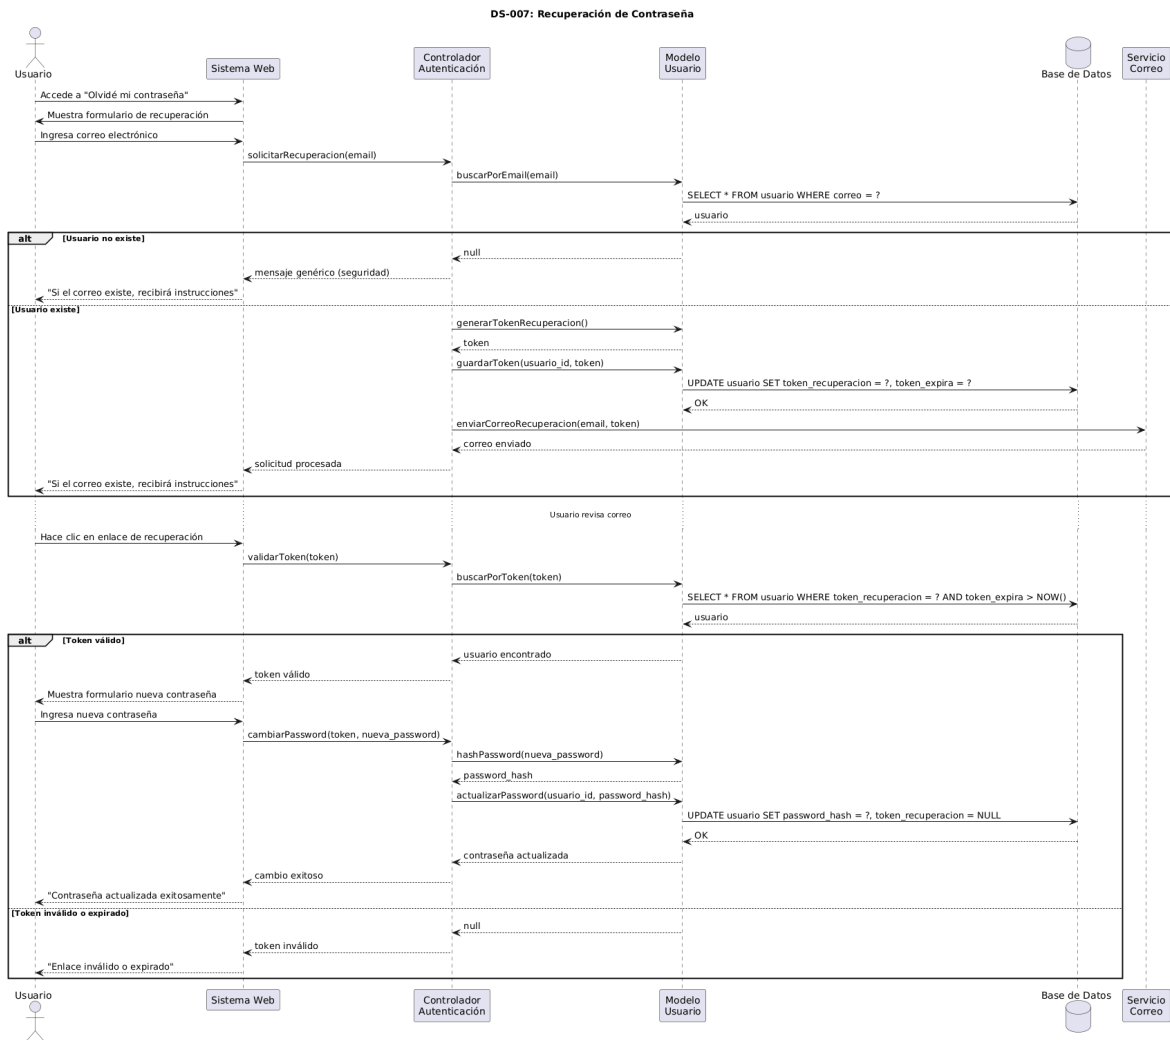 DS-007: Recuperación de Contraseña
Usuario
Sistema Web
Controlador
Autenticación
Modelo
Usuario
Base de Datos
Servicio
Correo
Accede a "Olvidé mi contraseña"
Muestra formulario de recuperación
Ingresa correo electrónico
solicitarRecuperacion(email)
buscarPorEmail(email)
SELECT * FROM usuario WHERE correo = ?
usuario
alt [Usuario no existe]
null
mensaje genérico (seguridad)
"Si el correo existe, recibirá instrucciones"
[Usuario existe]
generarTokenRecuperacion()
token
guardarToken(usuario_id, token)
UPDATE usuario SET token_recuperacion = ?, token_expira = ?
OK
enviarCorreoRecuperacion(email, token)
correo enviado
solicitud procesada
"Si el correo existe, recibirá instrucciones"
Usuario revisa correo
Hace clic en enlace de recuperación
validarToken(token)
buscarPorToken(token)
SELECT * FROM usuario WHERE token_recuperacion = ? AND token_expira > NOW()
usuario
alt [Token válido]
usuario encontrado
token válido
Muestra formulario nueva contraseña
Ingresa nueva contraseña
cambiarPassword(token, nueva_password)
hashPassword(nueva_password)
password_hash
actualizarPassword(usuario_id, password_hash)
UPDATE usuario SET password_hash = ?, token_recuperacion = NULL
OK
contraseña actualizada
cambio exitoso
"Contraseña actualizada exitosamente"
[Token inválido o expirado]
null
token inválido
"Enlace inválido o expirado"
Usuario
Sistema Web
Controlador
Autenticación
Modelo
Usuario
Base de Datos
Servicio
Correo